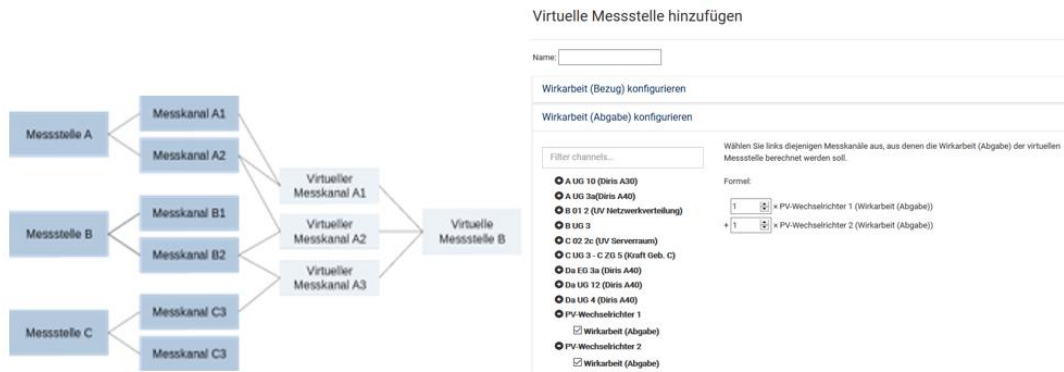 Messstelle A
Messkanal A1
Messkanal A2
Messstelle B
Messkanal B1
Messkanal B2
Messstelle C
Messkanal C3
Messkanal C3
Virtueller
Messkanal A1
Virtueller
Messkanal A2
Virtueller
Messkanal A3
Virtuelle
Messstelle B
Virtuelle Messstelle hinzufügen
Name:
Wirkarbeit (Bezug) konfigurieren
Wirkarbeit (Abgabe) konfigurieren
Filter channels...
A UG 10 (Diris A30)
A UG 3a(Diris A40)
B 01 2 (UV Netzwerkverteilung)
B UG 3
C 02 2c (UV Serverraum)
C UG 3 - C ZG 5 (Kraft Geb. C)
Da EG 3a (Diris A40)
Da UG 12 (Diris A40)
Da UG 4 (Diris A40)
PV-Wechselrichter 1
Wirkarbeit (Abgabe)
PV-Wechselrichter 2
Wirkarbeit (Abgabe)
Wählen Sie links diejenigen Messkanäle aus, aus denen die Wirkarbeit (Abgabe) der virtuellen
Messstelle berechnet werden soll.
Formel:
1 × PV-Wechselrichter 1 (Wirkarbeit (Abgabe))
+ 1 × PV-Wechselrichter 2 (Wirkarbeit (Abgabe))